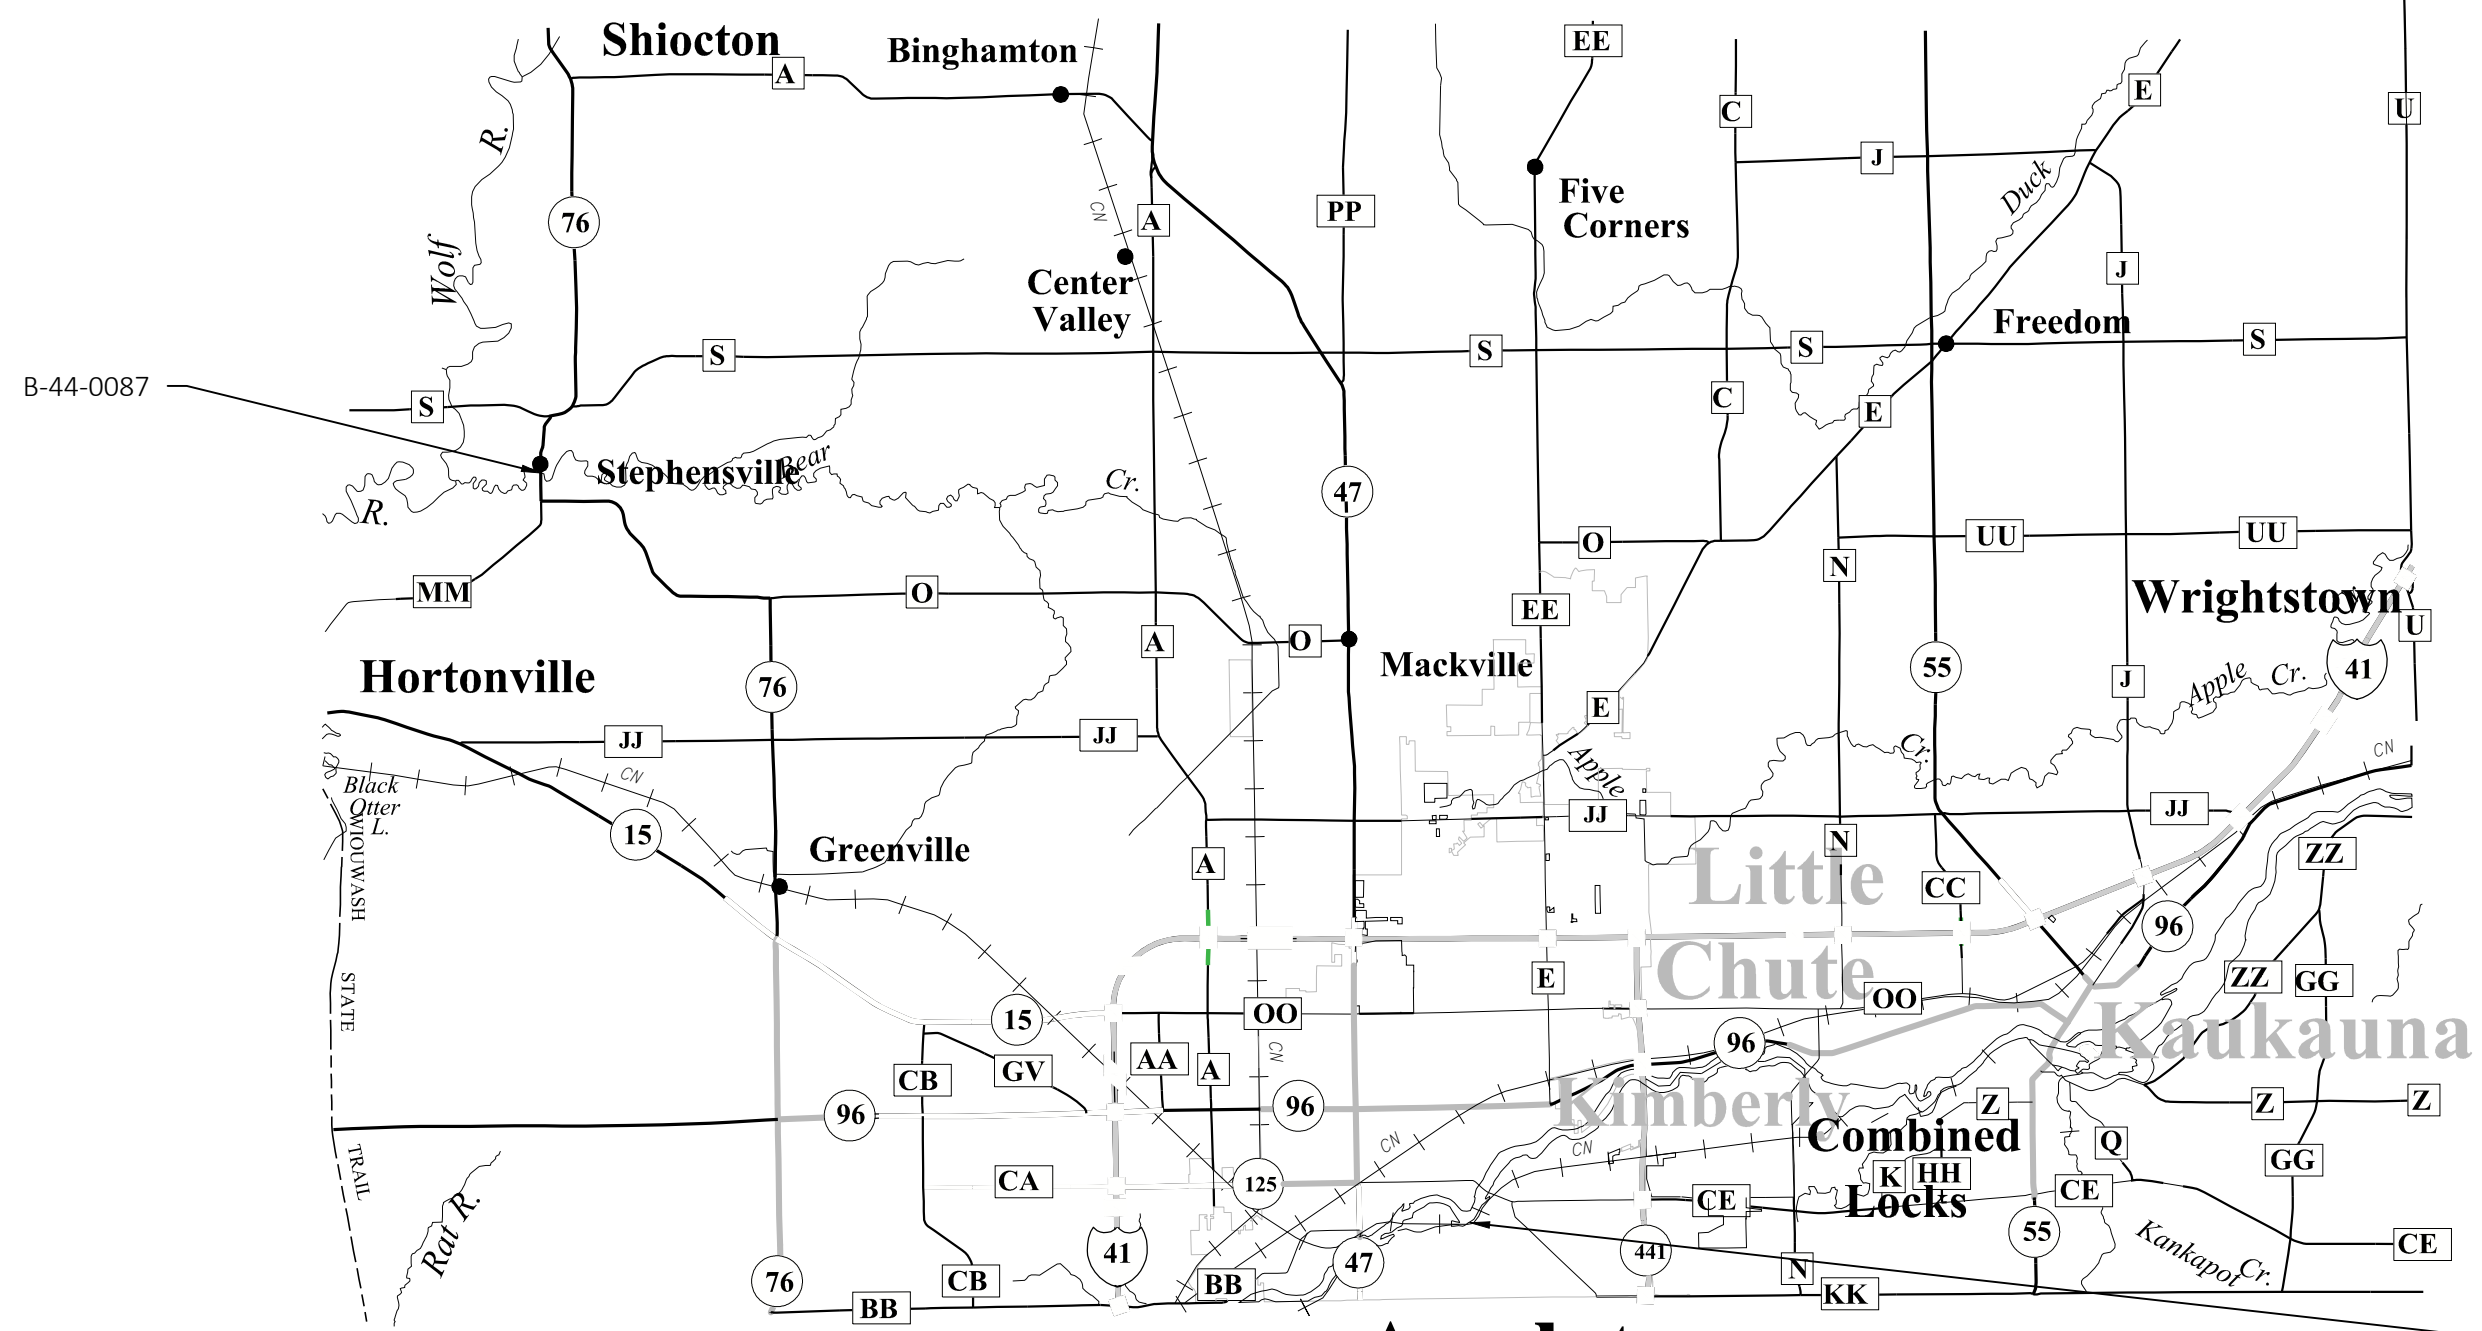 Shiocton
Binghamton
EE
A
E
U
C
R.
J
Five
Corners
Duck
76
PP
CN
A
Wolf
J
Center
Valley
Freedom
S
S
S
S
B-44-0087
S
C
E
Stephensville
Bear
Cr.
47
R.
O
UU
UU
N
MM
O
EE
Wrightstown
U
A
O
Mackville
Hortonville
76
55
41
J
Apple
Cr.
E
JJ
JJ
Cr.
CN
CN
Apple
Black
Otter
L.
JJ
JJ
15
WIOUWASH
Greenville
N
ZZ
A
Little
CC
96
Chute
E
ZZ
GG
STATE
OO
15
OO
Kaukauna
96
CN
AA
GV
A
CB
96
96
Kimberly
Z
Z
Z
Combined
Q
CN
CN
TRAIL
GG
CA
125
K
HH
CE
CE
Locks
Rat R.
55
41
47
441
Kankapot
Cr.
CE
76
CB
BB
N
BB
KK